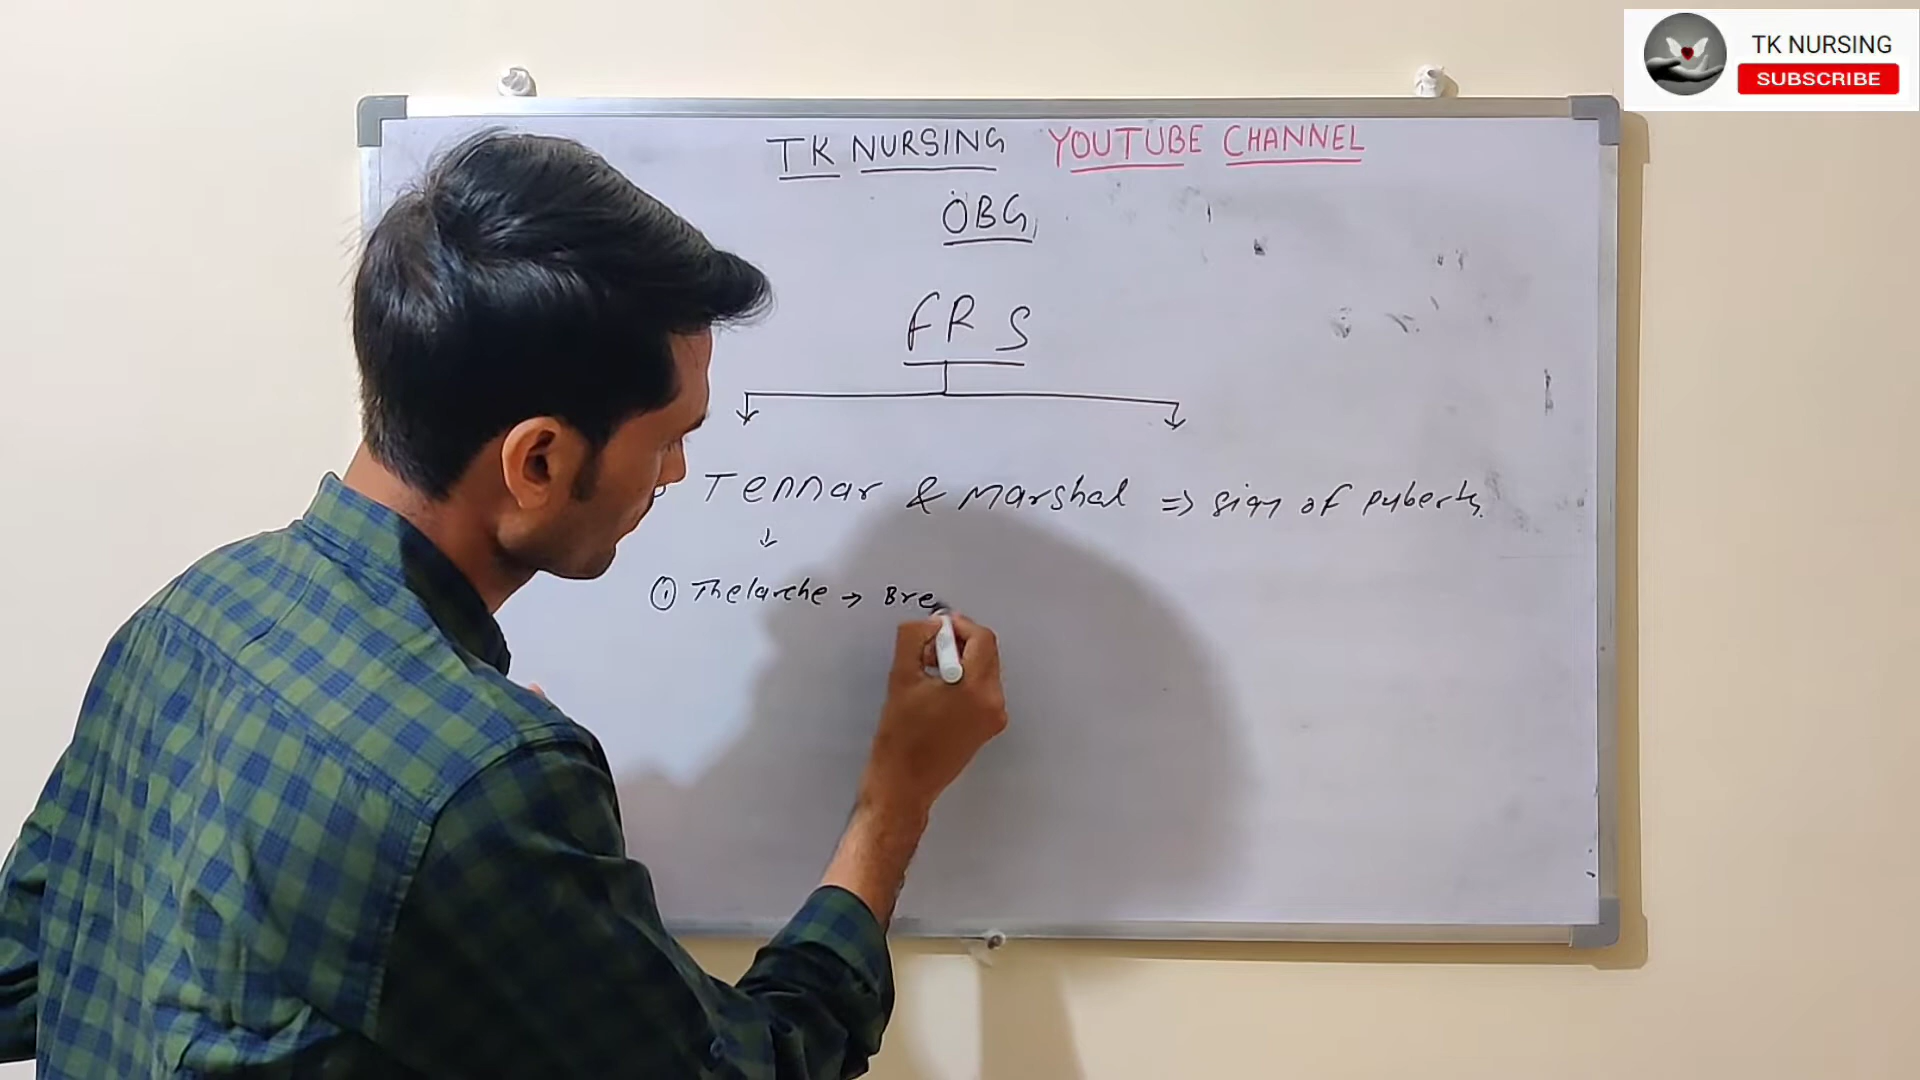 TK NURSING
SUBSCRIBE
TK NURSING YOUTUBE CHANNEL
OBG
FRS
Tennar & Marshal => sign of puberty
↓
① Thelarche → Bre